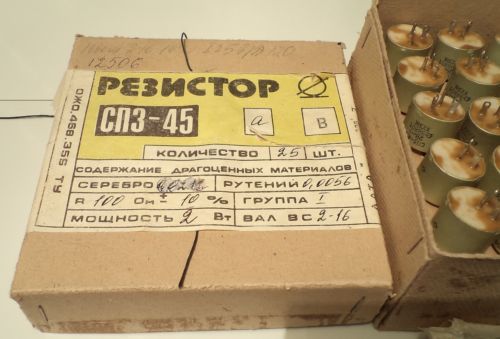 12506
РЕЗИСТОР
СП3-45 а В
КОЛИЧЕСТВО 25 ШТ.
СОДЕРЖАНИЕ ДРАГОЦЕННЫХ МАТЕРИАЛОВ
СЕРЕБРО РУТЕНИЙ 0,0056
R 100 Ом ± 10 % ГРУППА I
МОЩНОСТЬ 2 Вт ВАЛ ВС 2-16
ОЖО.468.355 ТУ